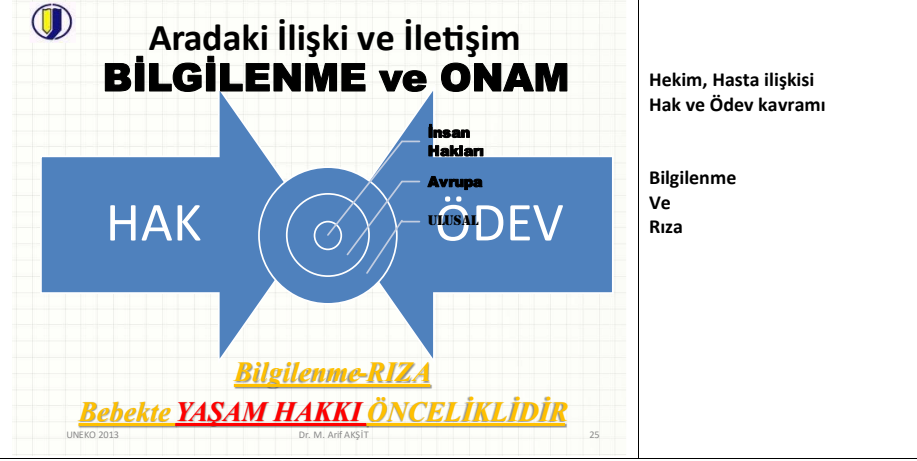 Aradaki İlişki ve İletişim
BİLGİLENME ve ONAM
İnsan
Hakları
Avrupa
ULUSAL
HAK
ÖDEV
Bilgilenme-RIZA
Bebekte YAŞAM HAKKI ÖNCELİKLİDİR
UNEKO 2013
Dr. M. Arif AKŞİT
25
Hekim, Hasta ilişkisi
Hak ve Ödev kavramı
Bilgilenme
Ve
Rıza